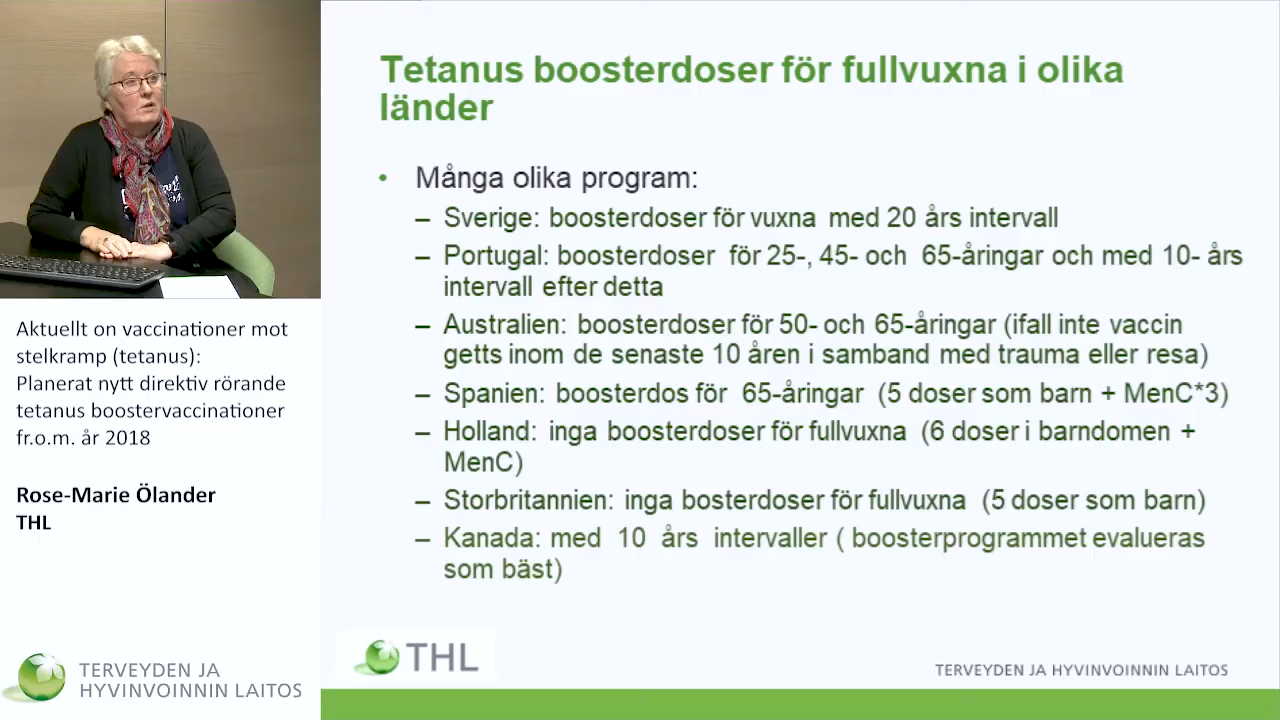 Tetanus boosterdoser för fullvuxna i olika
länder
• Många olika program:
– Sverige: boosterdoser för vuxna med 20 års intervall
– Portugal: boosterdoser för 25-, 45- och 65-åringar och med 10- års
intervall efter detta
– Australien: boosterdoser för 50- och 65-åringar (ifall inte vaccin
getts inom de senaste 10 åren i samband med trauma eller resa)
– Spanien: boosterdos för 65-åringar (5 doser som barn + MenC*3)
– Holland: inga boosterdoser för fullvuxna (6 doser i barndomen +
MenC)
– Storbritannien: inga bosterdoser för fullvuxna (5 doser som barn)
– Kanada: med 10 års intervaller ( boosterprogrammet evalueras
som bäst)
THL
TERVEYDEN JA HYVINVOINNIN LAITOS
Aktuellt on vaccinationer mot
stelkramp (tetanus):
Planerat nytt direktiv rörande
tetanus boostervaccinationer
fr.o.m. år 2018
Rose-Marie Ölander
THL
TERVEYDEN JA
HYVINVOINNIN LAITOS